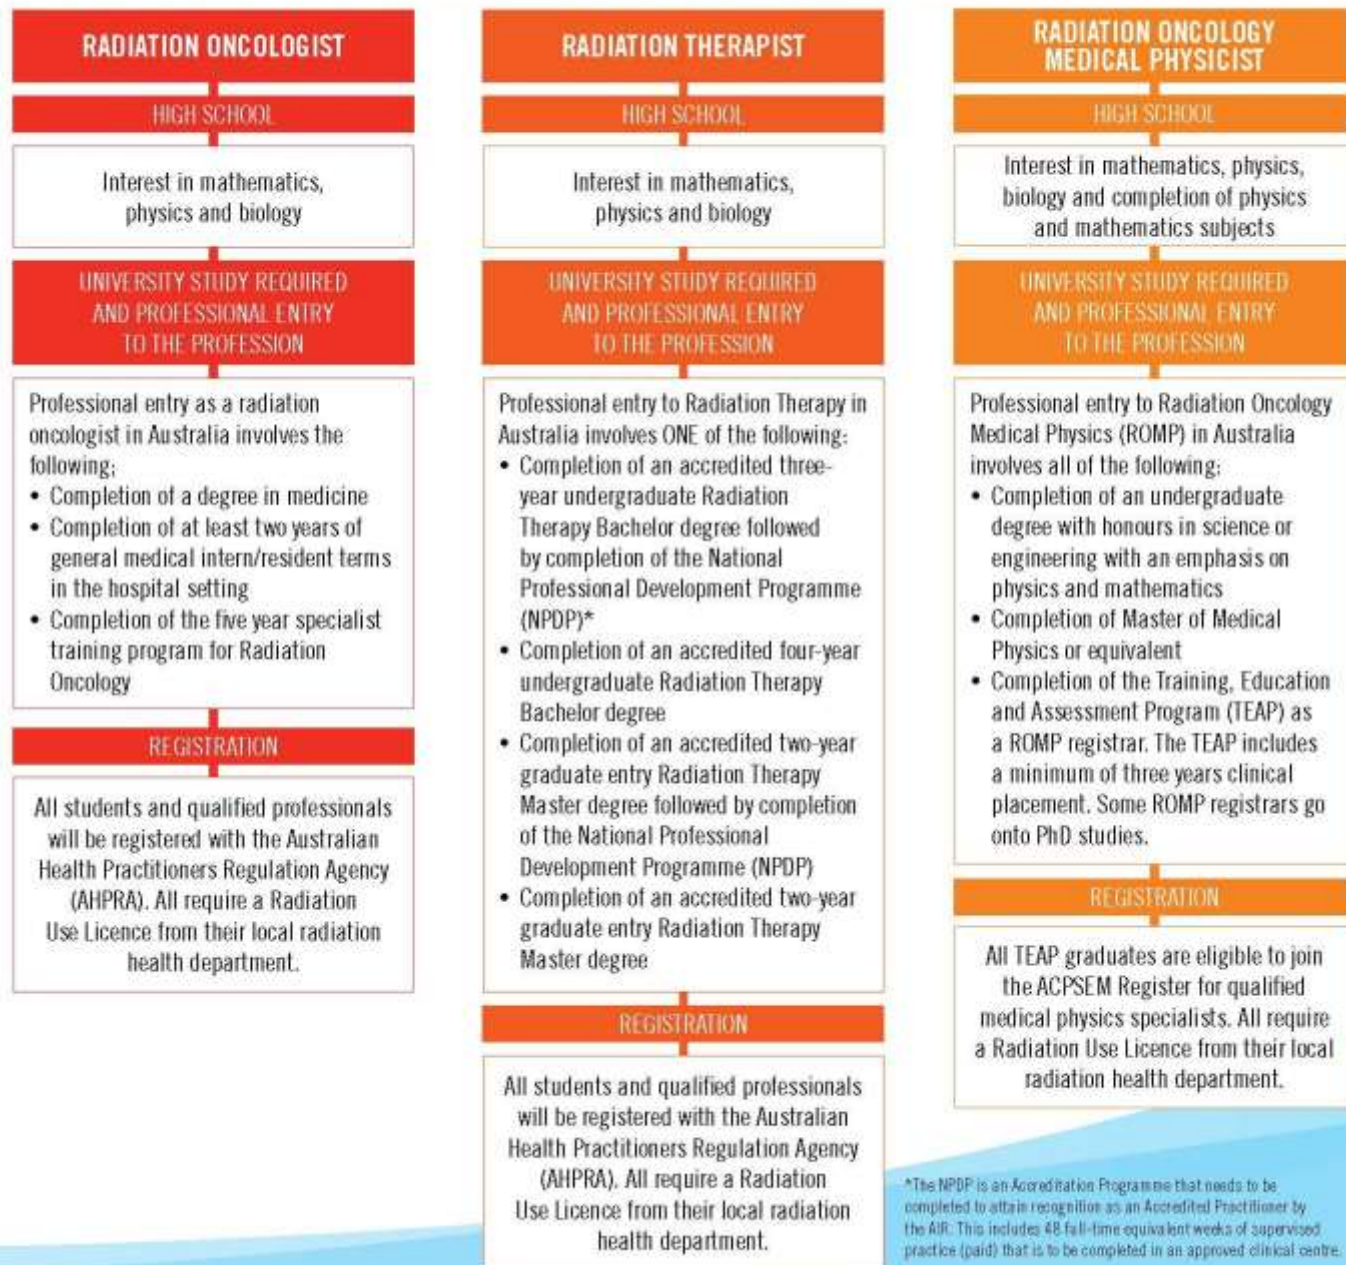 RADIATION ONCOLOGIST
HIGH SCHOOL
Interest in mathematics,
physics and biology
UNIVERSITY STUDY REQUIRED
AND PROFESSIONAL ENTRY
TO THE PROFESSION
Professional entry as a radiation
oncologist in Australia involves the
following:
• Completion of a degree in medicine
• Completion of at least two years of
general medical intern/resident terms
in the hospital setting
• Completion of the five year specialist
training program for Radiation
Oncology
REGISTRATION
All students and qualified professionals
will be registered with the Australian
Health Practitioners Regulation Agency
(AHPRA). All require a Radiation
Use Licence from their local radiation
health department.
RADIATION THERAPIST
HIGH SCHOOL
Interest in mathematics,
physics and biology
UNIVERSITY STUDY REQUIRED
AND PROFESSIONAL ENTRY
TO THE PROFESSION
Professional entry to Radiation Therapy in
Australia involves ONE of the following:
• Completion of an accredited three-
year undergraduate Radiation
Therapy Bachelor degree followed
by completion of the National
Professional Development Programme
(NPDP)*
• Completion of an accredited four-year
undergraduate Radiation Therapy
Bachelor degree
• Completion of an accredited two-year
graduate entry Radiation Therapy
Master degree followed by completion
of the National Professional
Development Programme (NPDP)
• Completion of an accredited two-year
graduate entry Radiation Therapy
Master degree
REGISTRATION
All students and qualified professionals
will be registered with the Australian
Health Practitioners Regulation Agency
(AHPRA). All require a Radiation
Use Licence from their local radiation
health department.
RADIATION ONCOLOGY
MEDICAL PHYSICIST
HIGH SCHOOL
Interest in mathematics, physics,
biology and completion of physics
and mathematics subjects
UNIVERSITY STUDY REQUIRED
AND PROFESSIONAL ENTRY
TO THE PROFESSION
Professional entry to Radiation Oncology
Medical Physics (ROMP) in Australia
involves all of the following:
• Completion of an undergraduate
degree with honours in science or
engineering with an emphasis on
physics and mathematics
• Completion of Master of Medical
Physics or equivalent
• Completion of the Training, Education
and Assessment Program (TEAP) as
a ROMP registrar. The TEAP includes
a minimum of three years clinical
placement. Some ROMP registrars go
onto PhD studies.
REGISTRATION
All TEAP graduates are eligible to join
the ACPSEM Register for qualified
medical physics specialists. All require
a Radiation Use Licence from their local
radiation health department.
*The NPDP is an Accreditation Programme that needs to be
completed to attain recognition as an Accredited Practitioner by
the AIR. This includes 48 full-time equivalent weeks of supervised
practice (paid) that is to be completed in an approved clinical centre.